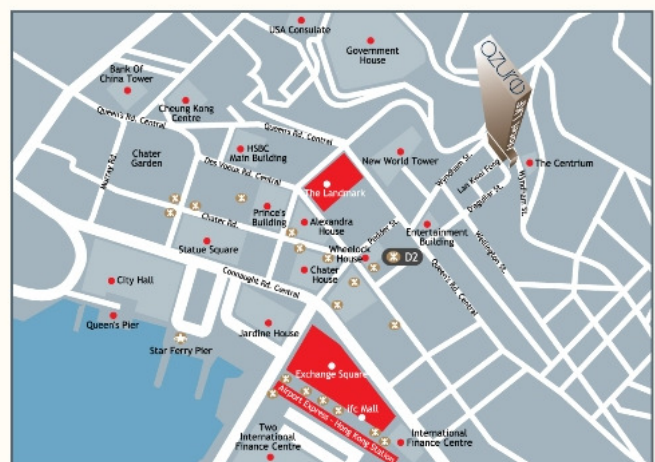 USA Consulate
Government
House
Bank Of
China Tower
Cheung Kong
Centre
Queen's Rd. Central
Queen's Rd. Central
azure
Hotel LKF
HSBC
Main Building
Chater
Garden
Des Voeux Rd. Central
New World Tower
Wyndham St.
Lan Kwai Fong
The Centrium
Murray Rd.
The Landmark
D'aguilar St.
Wyndham St.
Prince's
Building
Alexandra
House
Chater Rd.
Pedder St.
Entertainment
Building
Wellington St.
Statue Square
Wheelock
House
D2
Chater
House
Queen's Rd. Central
Connaught Rd. Central
City Hall
Queen's Pier
Jardine House
Star Ferry Pier
Exchange Square
ifc Mall
Airport Express - Hong Kong Station
Two
International
Finance Centre
International
Finance Centre